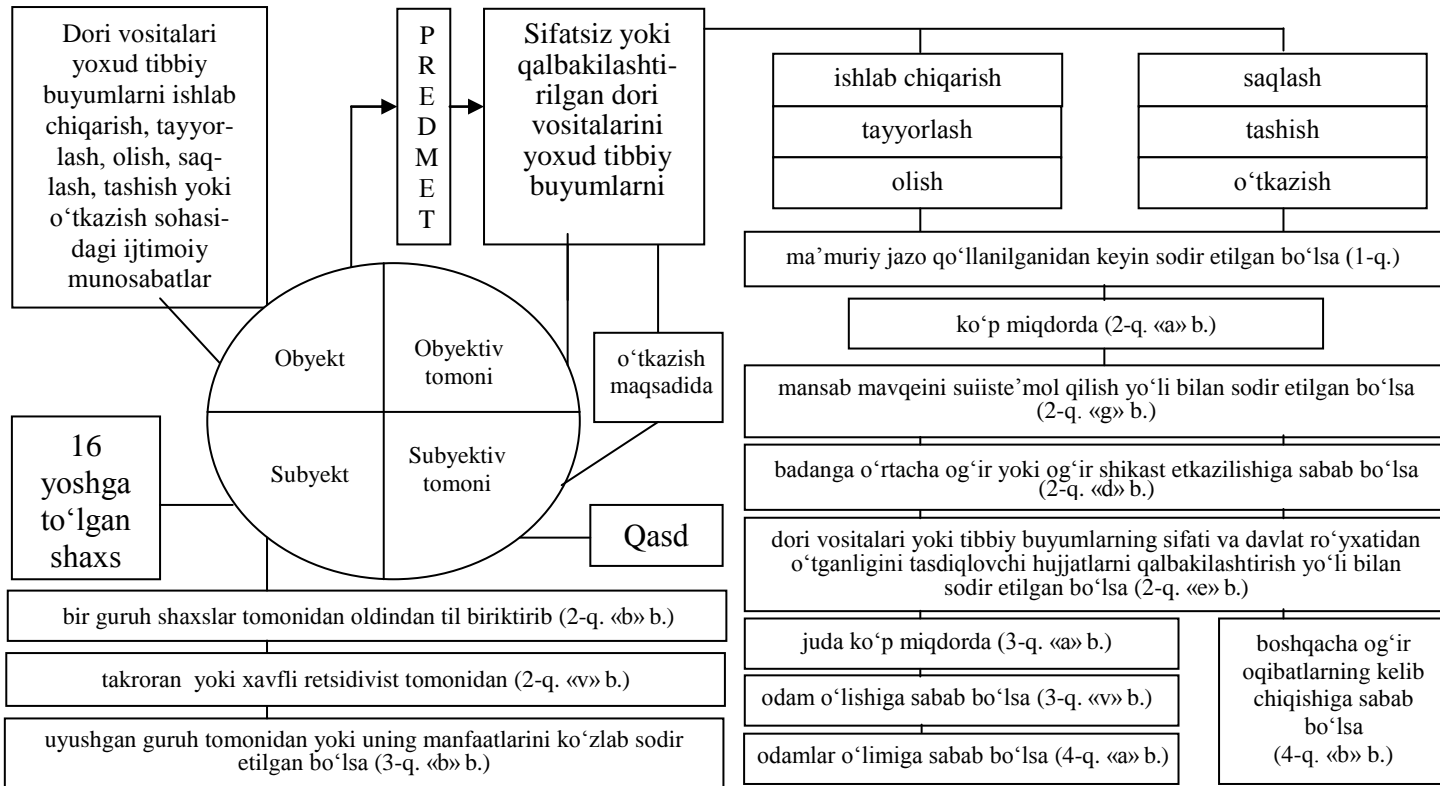 Dori vositalari
yoxud tibbiy
buyumlarni ishlab
chiqarish, tayyor-
lash, olish, saq-
lash, tashish yoki
o‘tkazish sohasi-
dagi ijtimoiy
munosabatlar
P
R
E
D
M
E
T
Sifatsiz yoki
qalbakilashti-
rilgan dori
vositalarini
yoxud tibbiy
buyumlarni
ishlab chiqarish
tayyorlash
olish
saqlash
tashish
o‘tkazish
ma’muriy jazo qo‘llanilganidan keyin sodir etilgan bo‘lsa (1-q.)
ko‘p miqdorda (2-q. «a» b.)
mansab mavqeini suiiste’mol qilish yo‘li bilan sodir etilgan bo‘lsa
(2-q. «g» b.)
badanga o‘rtacha og‘ir yoki og‘ir shikast etkazilishiga sabab bo‘lsa
(2-q. «d» b.)
dori vositalari yoki tibbiy buyumlarning sifati va davlat ro‘yxatidan
o‘tganligini tasdiqlovchi hujjatlarni qalbakilashtirish yo‘li bilan
sodir etilgan bo‘lsa (2-q. «e» b.)
juda ko‘p miqdorda (3-q. «a» b.)
odam o‘lishiga sabab bo‘lsa (3-q. «v» b.)
odamlar o‘limiga sabab bo‘lsa (4-q. «a» b.)
boshqacha og‘ir
oqibatlarning kelib
chiqishiga sabab
bo‘lsa
(4-q. «b» b.)
Obyekt
Obyektiv
tomoni
Subyekt
Subyektiv
tomoni
o‘tkazish
maqsadida
16
yoshga
to‘lgan
shaxs
Qasd
bir guruh shaxslar tomonidan oldindan til biriktirib (2-q. «b» b.)
takroran yoki xavfli retsidivist tomonidan (2-q. «v» b.)
uyushgan guruh tomonidan yoki uning manfaatlarini ko‘zlab sodir
etilgan bo‘lsa (3-q. «b» b.)